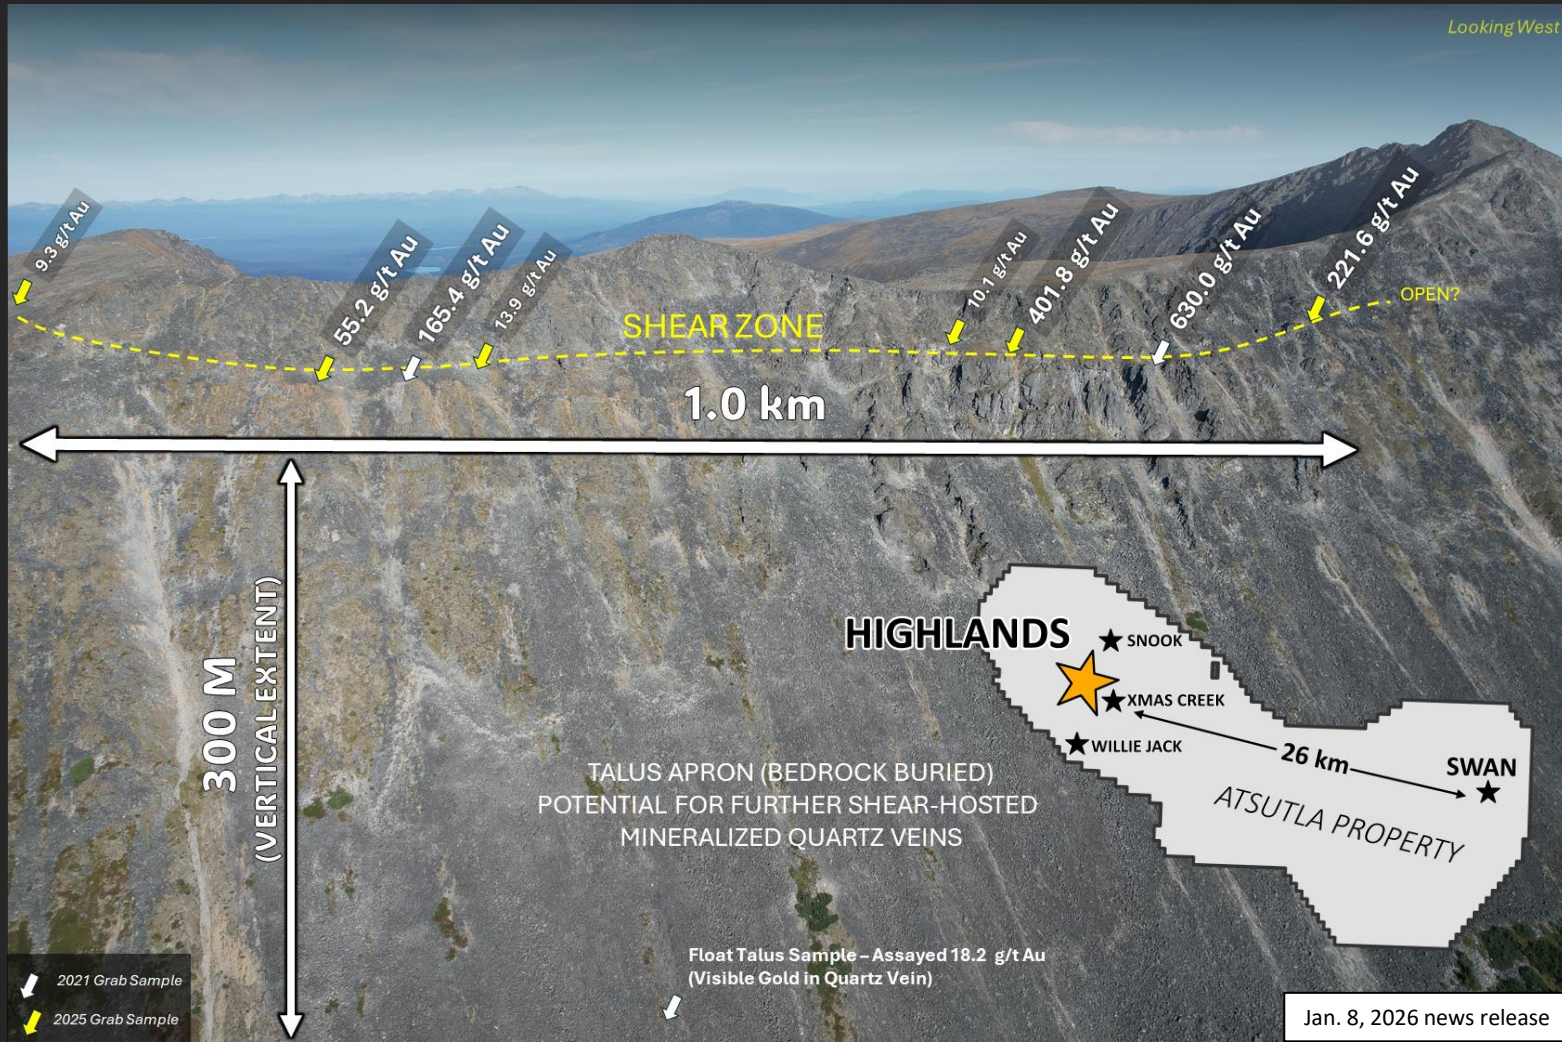 Looking West
9.3 g/t Au
55.2 g/t Au
165.4 g/t Au
13.9 g/t Au
10.1 g/t Au
401.8 g/t Au
630.0 g/t Au
221.6 g/t Au
OPEN?
SHEAR ZONE
1.0 km
300 M
(VERTICAL EXTENT)
HIGHLANDS
SNOOK
XMAS CREEK
WILLIE JACK
26 km
SWAN
ATSUTLA PROPERTY
TALUS APRON (BEDROCK BURIED)
POTENTIAL FOR FURTHER SHEAR-HOSTED
MINERALIZED QUARTZ VEINS
Float Talus Sample – Assayed 18.2 g/t Au
(Visible Gold in Quartz Vein)
2021 Grab Sample
2025 Grab Sample
Jan. 8, 2026 news release